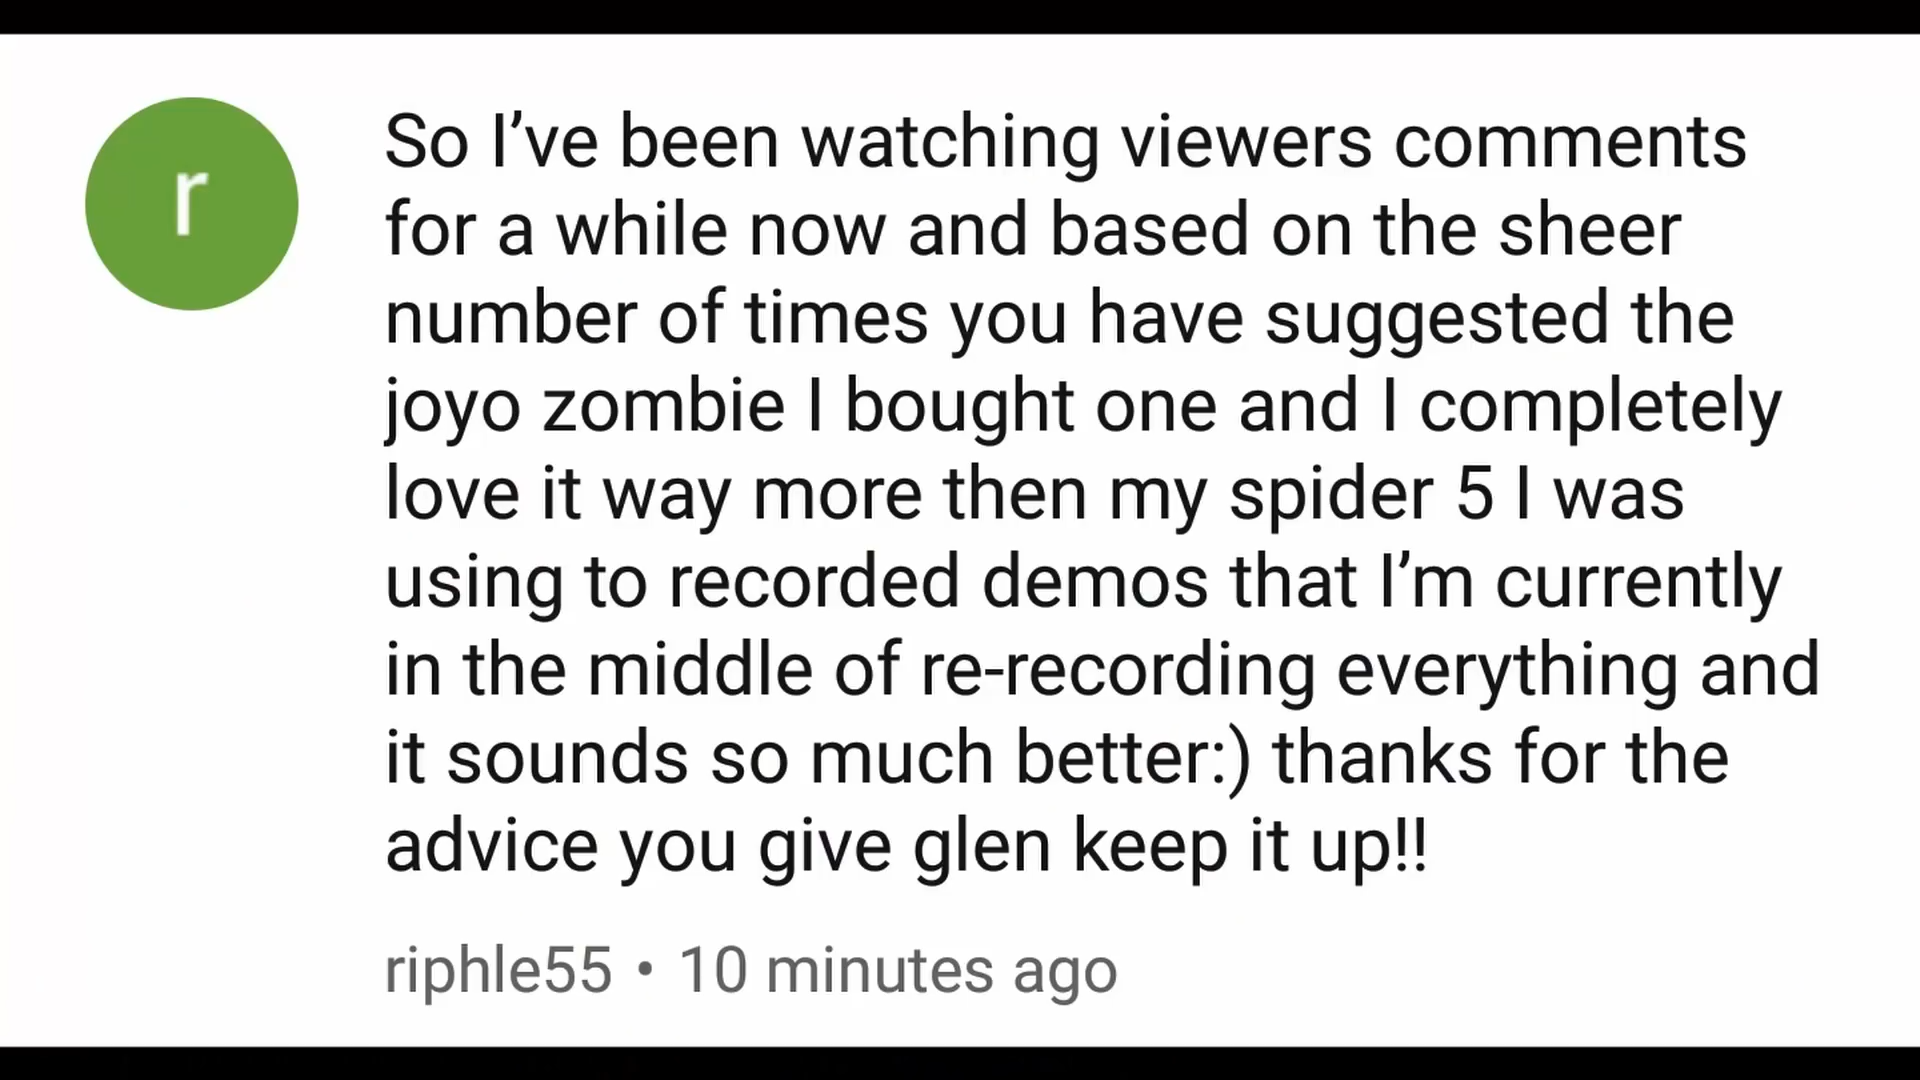 r
So I’ve been watching viewers comments
for a while now and based on the sheer
number of times you have suggested the
joyo zombie I bought one and I completely
love it way more then my spider 5 I was
using to recorded demos that I’m currently
in the middle of re-recording everything and
it sounds so much better:) thanks for the
advice you give glen keep it up!!
riphle55 • 10 minutes ago